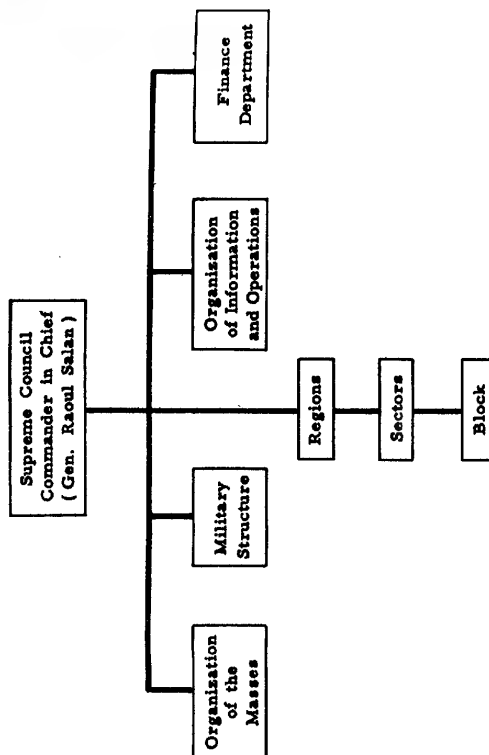 Supreme Council
Commander in Chief
( Gen. Raoul Salan )
Organization
of the
Masses
Military
Structure
Organization
of Information
and Operations
Finance
Department
Regions
Sectors
Block